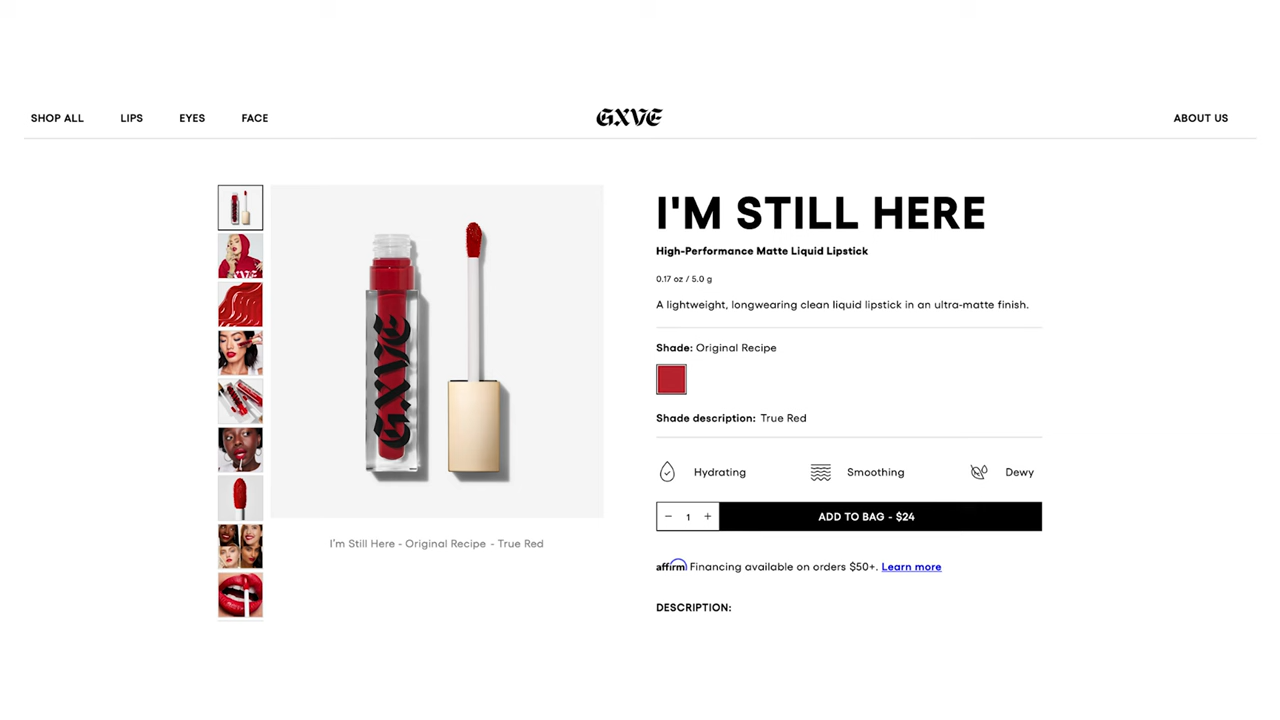 SHOP ALL
LIPS
EYES
FACE
GXVE
ABOUT US
GXVE
I'M STILL HERE
High-Performance Matte Liquid Lipstick
0.17 oz / 5.0 g
A lightweight, longwearing clean liquid lipstick in an ultra-matte finish.
Shade: Original Recipe
Shade description: True Red
Hydrating
Smoothing
Dewy
− 1 +
ADD TO BAG - $24
I'm Still Here - Original Recipe - True Red
affirm Financing available on orders $50+. Learn more
DESCRIPTION: